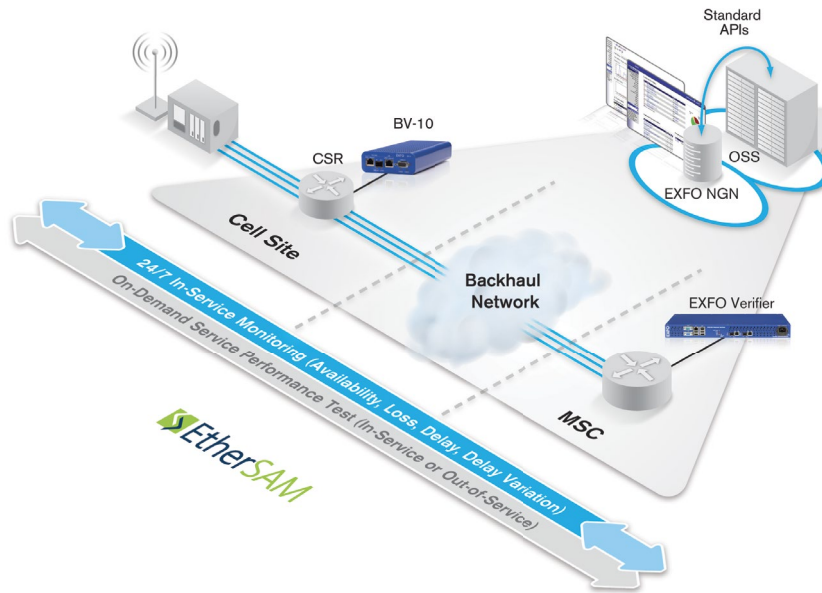 Standard
APIs
BV-10
CSR
OSS
EXFO NGN
Cell Site
Backhaul
Network
EXFO Verifier
MSC
24/7 In-Service Monitoring (Availability, Loss, Delay, Delay Variation)
On-Demand Service Performance Test (In-Service or Out-of-Service)
EtherSAM